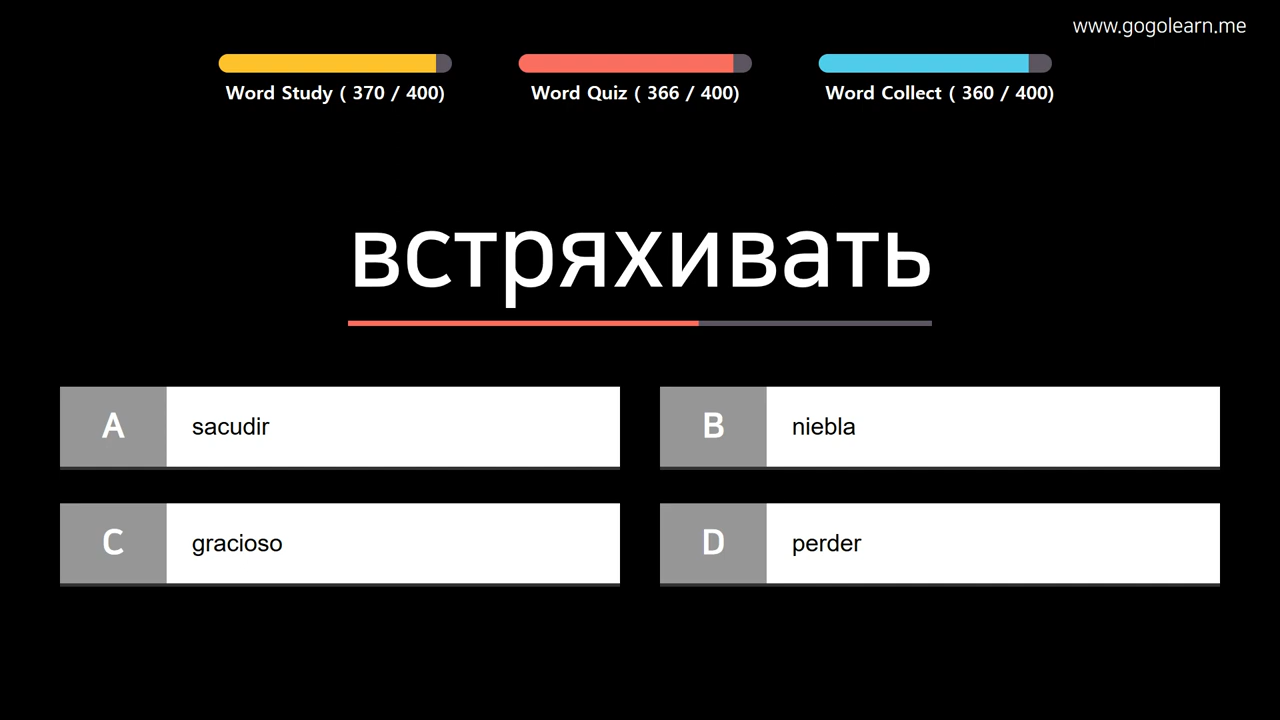 www.gogolearn.me
Word Study ( 370 / 400)
Word Quiz ( 366 / 400)
Word Collect ( 360 / 400)
встряхивать
A sacudir
B niebla
C gracioso
D perder